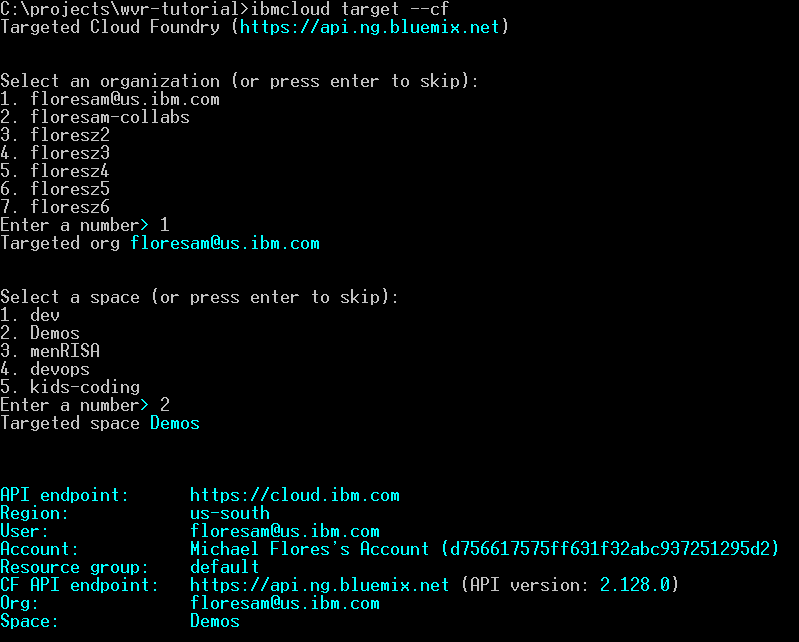 C:\projects\wvr-tutorial>ibmcloud target --cf
Targeted Cloud Foundry (https://api.ng.bluemix.net)
Select an organization (or press enter to skip):
1. floresam@us.ibm.com
2. floresam-collabs
3. floresz2
4. floresz3
5. floresz4
6. floresz5
7. floresz6
Enter a number> 1
Targeted org floresam@us.ibm.com
Select a space (or press enter to skip):
1. dev
2. Demos
3. menRISA
4. devops
5. kids-coding
Enter a number> 2
Targeted space Demos
API endpoint:      https://cloud.ibm.com
Region:            us-south
User:              floresam@us.ibm.com
Account:           Michael Flores's Account (d756617575ff631f32abc937251295d2)
Resource group:    default
CF API endpoint:   https://api.ng.bluemix.net (API version: 2.128.0)
Org:               floresam@us.ibm.com
Space:             Demos